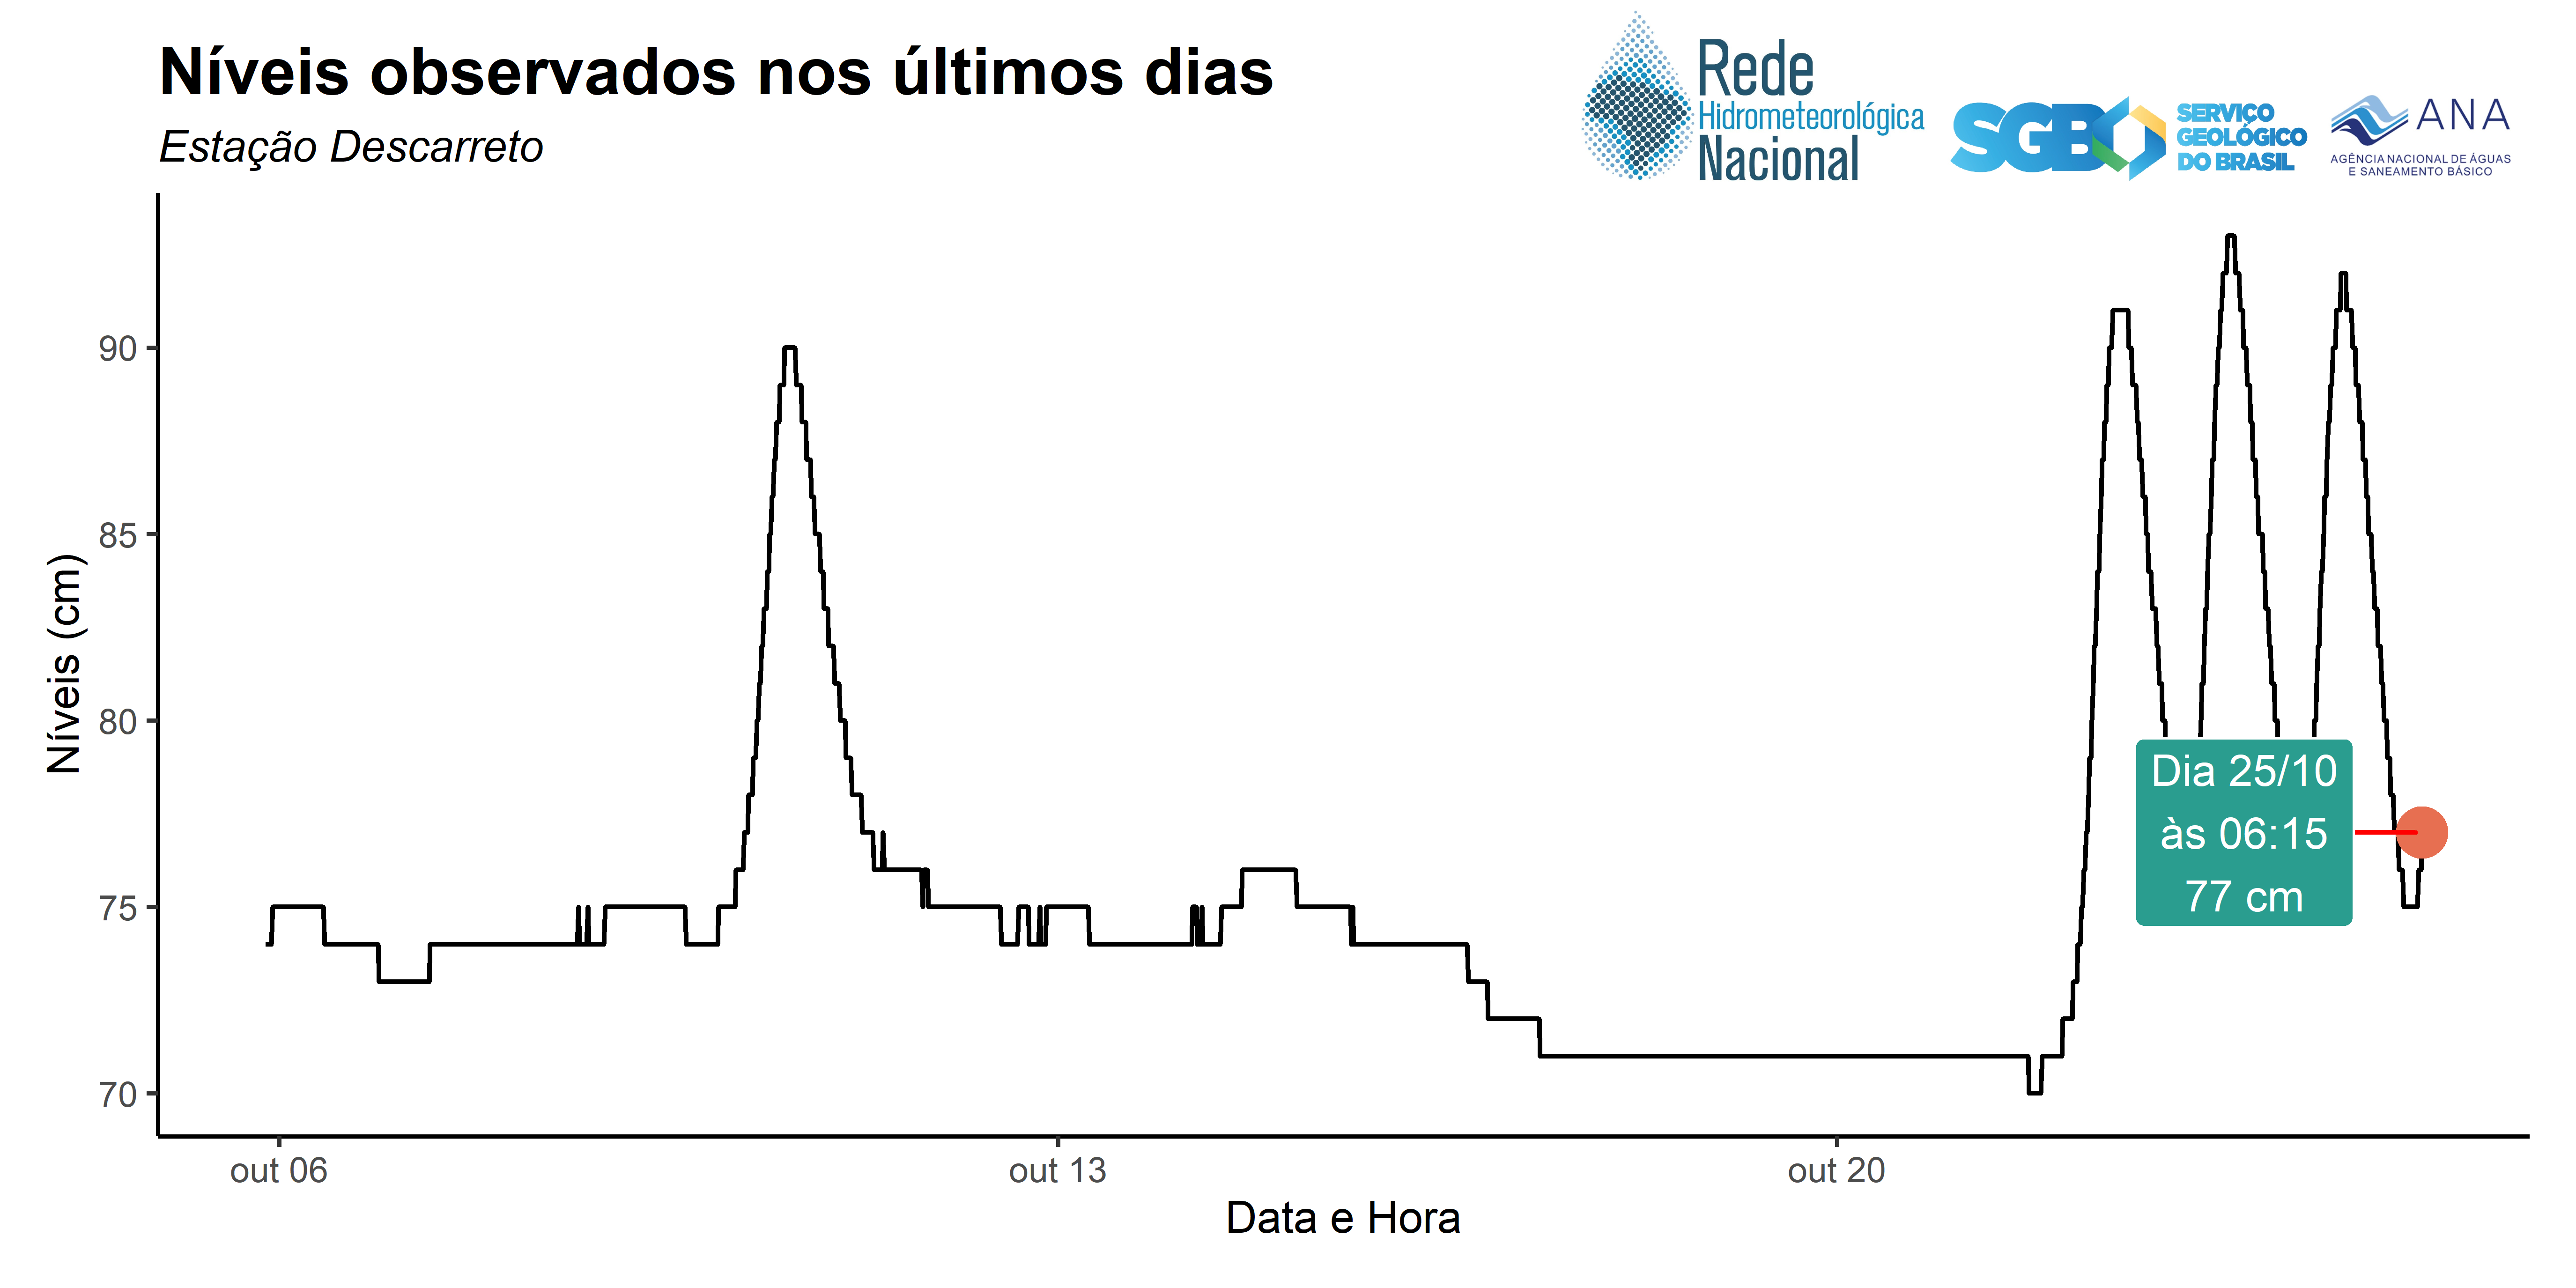 Níveis observados nos últimos dias
Estação Descarreto
Rede
Hidrometeorológica
Nacional
SGB
SERVIÇO
GEOLÓGICO
DO BRASIL
ANA
AGÊNCIA NACIONAL DE ÁGUAS
E SANEAMENTO BÁSICO
Níveis (cm)
90
85
80
75
70
Dia 25/10
às 06:15
77 cm
out 06
out 13
out 20
Data e Hora